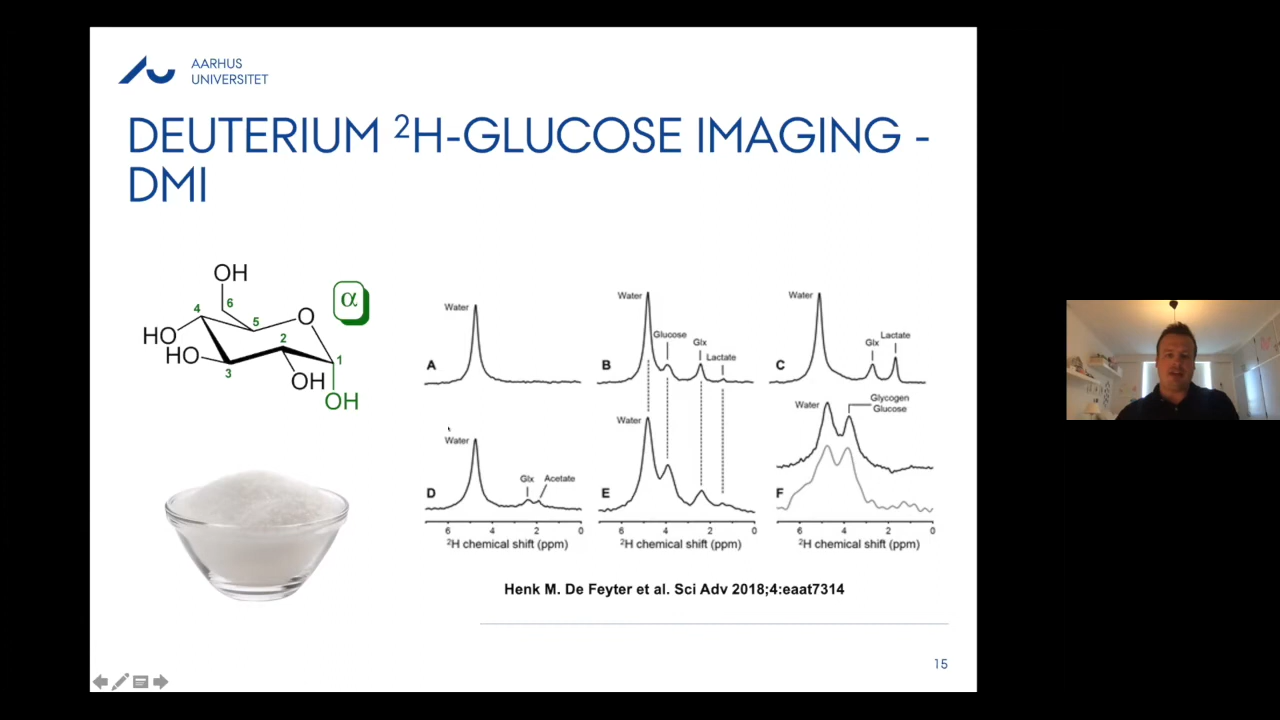 AARHUS
UNIVERSITET
DEUTERIUM ²H-GLUCOSE IMAGING -
DMI
OH
α
4
6
5
O
HO
2
HO
1
3
OH
OH
Water
A
Water
Glucose
Glx
Lactate
B
Water
Lactate
Glx
C
Water
Glx
Acetate
D
6 4 2 0
²H chemical shift (ppm)
Water
E
6 4 2 0
²H chemical shift (ppm)
Water
Glycogen
Glucose
F
6 4 2 0
²H chemical shift (ppm)
Henk M. De Feyter et al. Sci Adv 2018;4:eaat7314
15